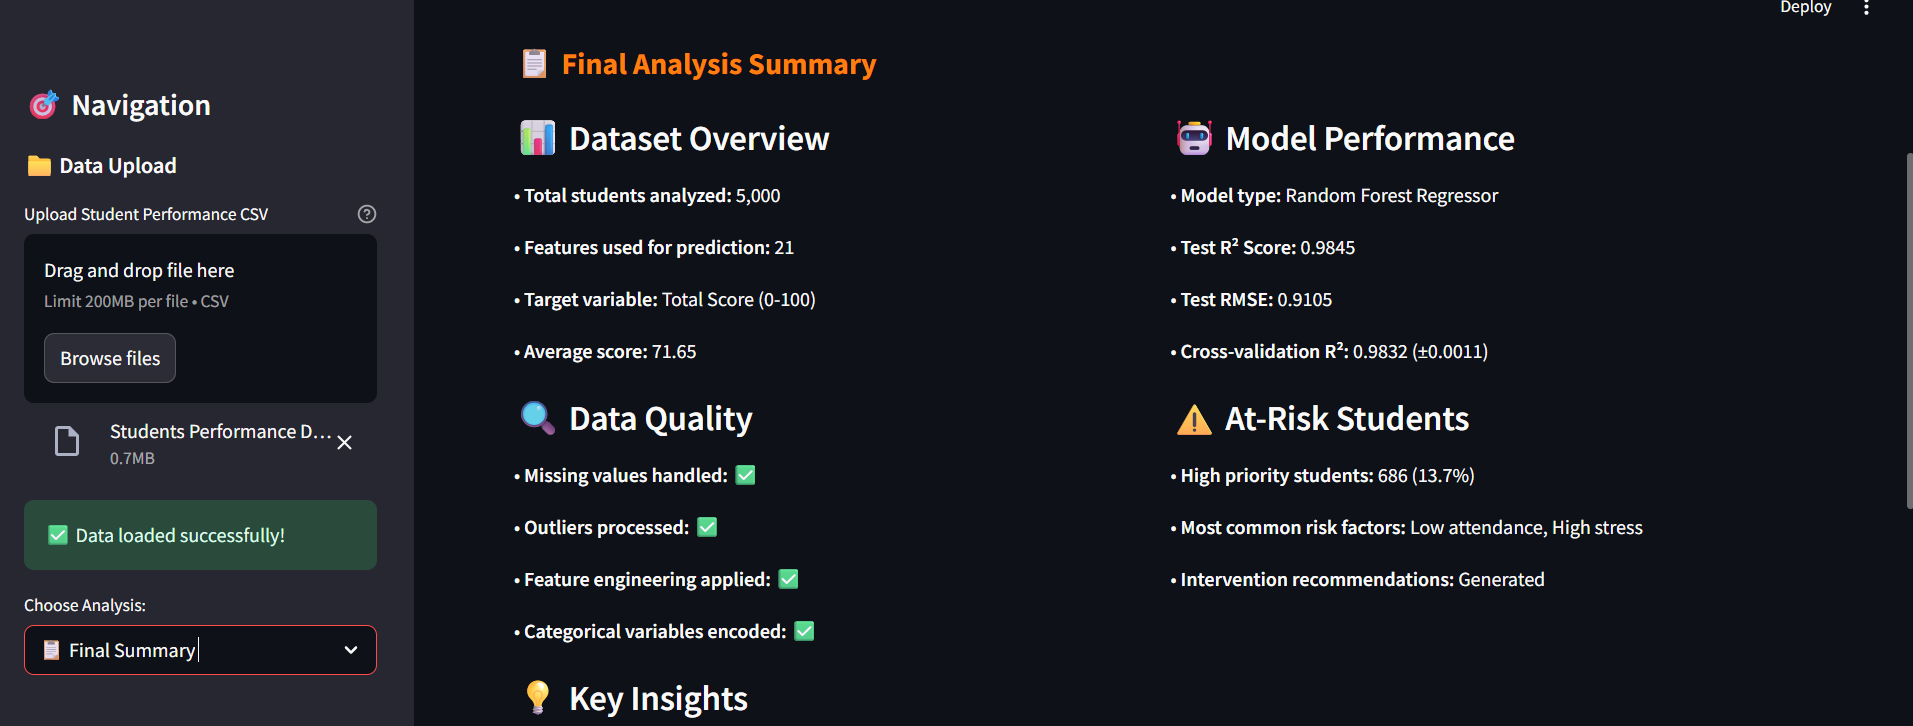 Deploy
Navigation
Data Upload
Upload Student Performance CSV
Drag and drop file here
Limit 200MB per file • CSV
Browse files
Students Performance D...
0.7MB
Data loaded successfully!
Choose Analysis:
Final Summary
Final Analysis Summary
Dataset Overview
• Total students analyzed: 5,000
• Features used for prediction: 21
• Target variable: Total Score (0-100)
• Average score: 71.65
Data Quality
• Missing values handled: ✅
• Outliers processed: ✅
• Feature engineering applied: ✅
• Categorical variables encoded: ✅
Key Insights
Model Performance
• Model type: Random Forest Regressor
• Test R² Score: 0.9845
• Test RMSE: 0.9105
• Cross-validation R²: 0.9832 (±0.0011)
At-Risk Students
• High priority students: 686 (13.7%)
• Most common risk factors: Low attendance, High stress
• Intervention recommendations: Generated